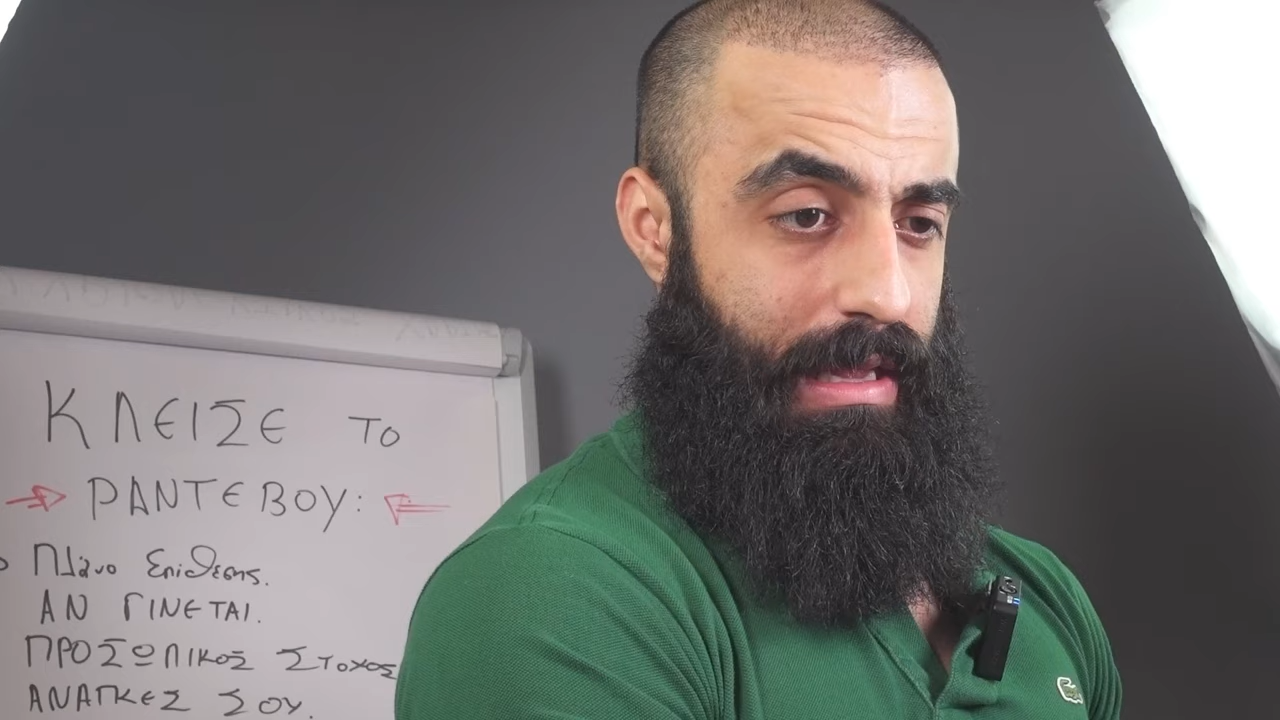 ΚΛΕΙΣΕ ΤΟ
ΡΑΝΤΕΒΟΥ:
Πλάνο Επίθεσης.
ΑΝ ΓΙΝΕΤΑΙ.
ΠΡΟΣΩΠΙΚΟΣ ΣΤΟΧΟΣ
ΑΝΑΓΚΕΣ ΣΟΥ.